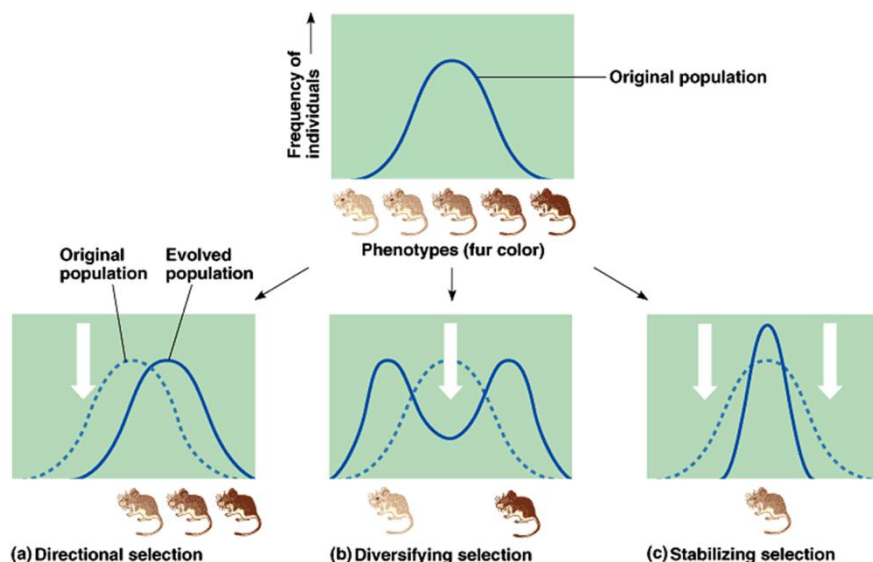 Frequency of
individuals
Original population
Phenotypes (fur color)
Original
population
Evolved
population
(a) Directional selection
(b) Diversifying selection
(c) Stabilizing selection